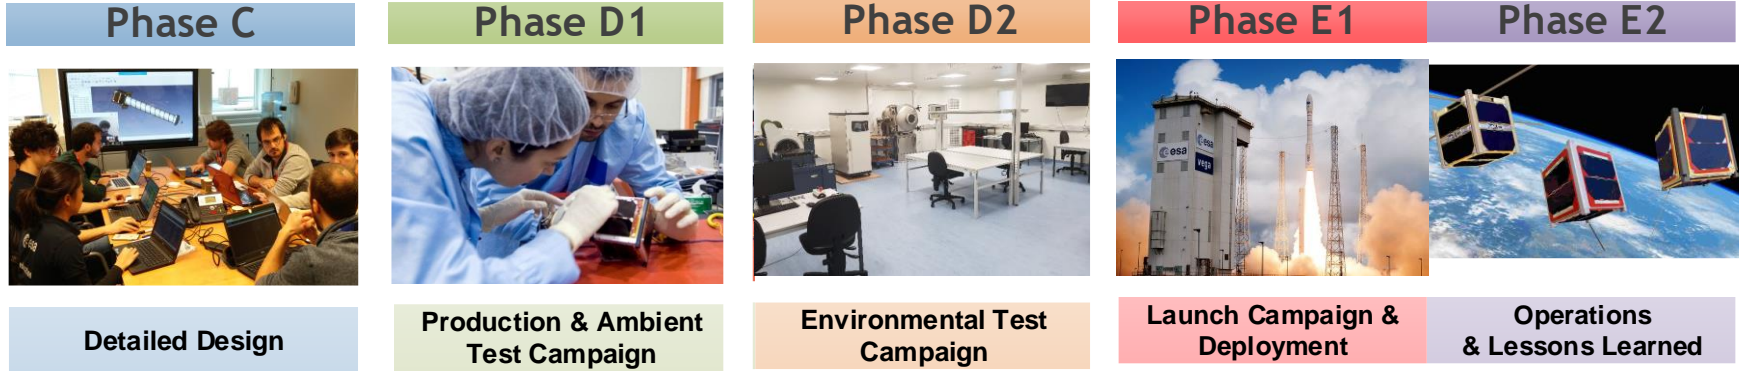 Phase C
Phase D1
Phase D2
Phase E1
Phase E2
esa
esa
esa
vega
Detailed Design
Production & Ambient
Test Campaign
Environmental Test
Campaign
Launch Campaign &
Deployment
Operations
& Lessons Learned